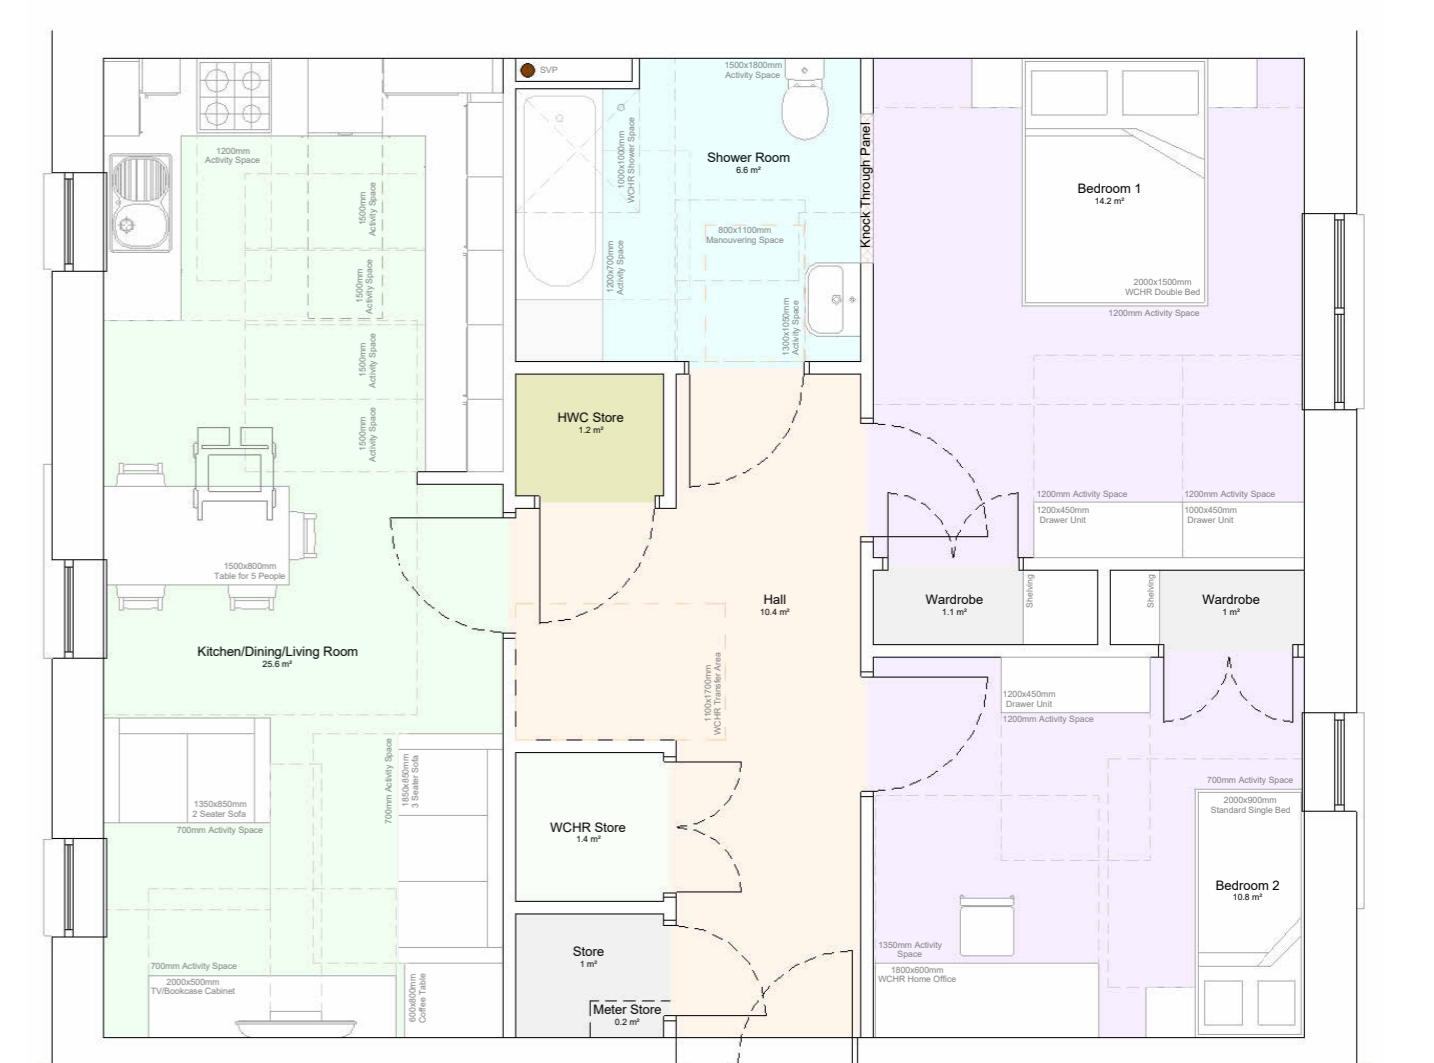 SVP
1500x1800mm
Activity Space
1200mm
Activity Space
1000x1000mm
WCHR Shower Space
Shower Room
6.6 m²
Knock Through Panel
Bedroom 1
14.2 m²
1500mm
Activity Space
800x1100mm
Manouvering Space
1200x700mm
Activity Space
1500mm
Activity Space
2000x1500mm
WCHR Double Bed
1200mm Activity Space
1300x1050mm
Activity Space
1500mm
Activity Space
1500mm
Activity Space
HWC Store
1.2 m²
1200mm Activity Space
1200mm Activity Space
1200x450mm
Drawer Unit
1000x450mm
Drawer Unit
1500x800mm
Table for 5 People
Hall
10.4 m²
Wardrobe
1.1 m²
Shelving
Shelving
Wardrobe
1 m²
Kitchen/Dining/Living Room
25.6 m²
1100x1700mm
WCHR Transfer Area
1200x450mm
Drawer Unit
1200mm Activity Space
700mm Activity Space
1850x850mm
3 Seater Sofa
700mm Activity Space
2000x900mm
Standard Single Bed
1350x850mm
2 Seater Sofa
700mm Activity Space
WCHR Store
1.4 m²
Bedroom 2
10.8 m²
Store
1 m²
1350mm Activity
Space
1800x600mm
WCHR Home Office
700mm Activity Space
2000x500mm
TV/Bookcase Cabinet
600x800mm
Coffee Table
Meter Store
0.2 m²